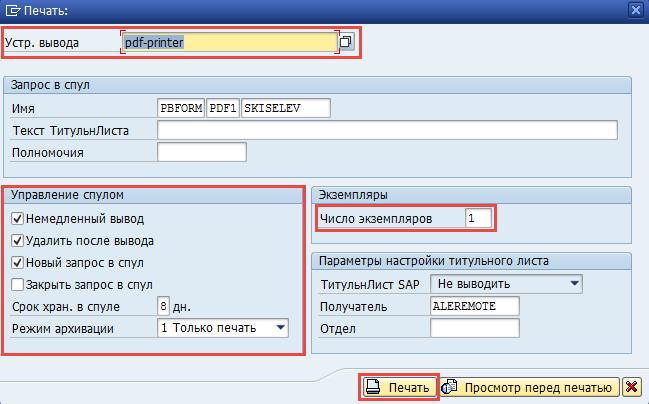 Печать:
Устр. вывода pdf-printer
Запрос в спул
Имя PBFORM PDF1 SKISELEV
Текст ТитульнЛиста
Полномочия
Управление спулом
Немедленный вывод
Удалить после вывода
Новый запрос в спул
Закрыть запрос в спул
Срок хран. в спуле 8 дн.
Режим архивации 1 Только печать
Экземпляры
Число экземпляров 1
Параметры настройки титульного листа
ТитульнЛист SAP Не выводить
Получатель ALEREMOTE
Отдел
Печать Просмотр перед печатью